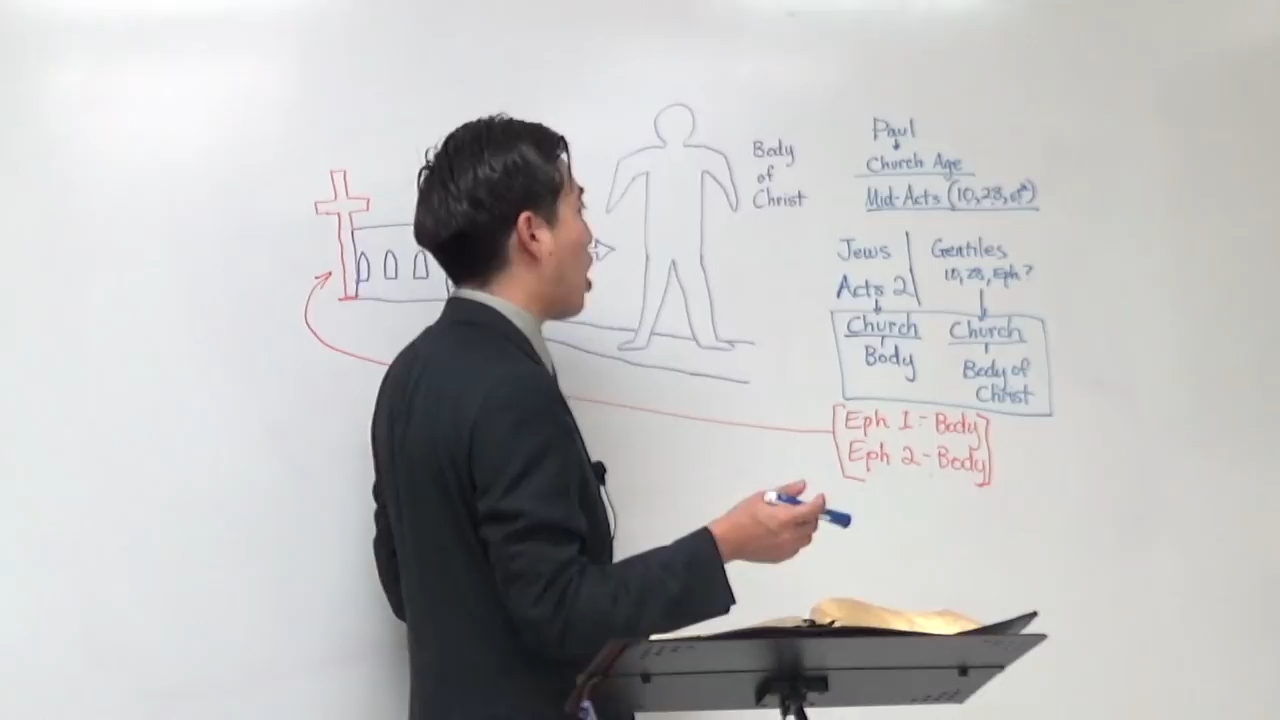 Body
of
Christ
Paul
Church Age
Mid-Acts (10,28,
Jews
Acts 2
Church
Body
Gentiles
10,28, Eph?
Church
Body of
Christ
Eph 1 - Body
Eph 2 - Body